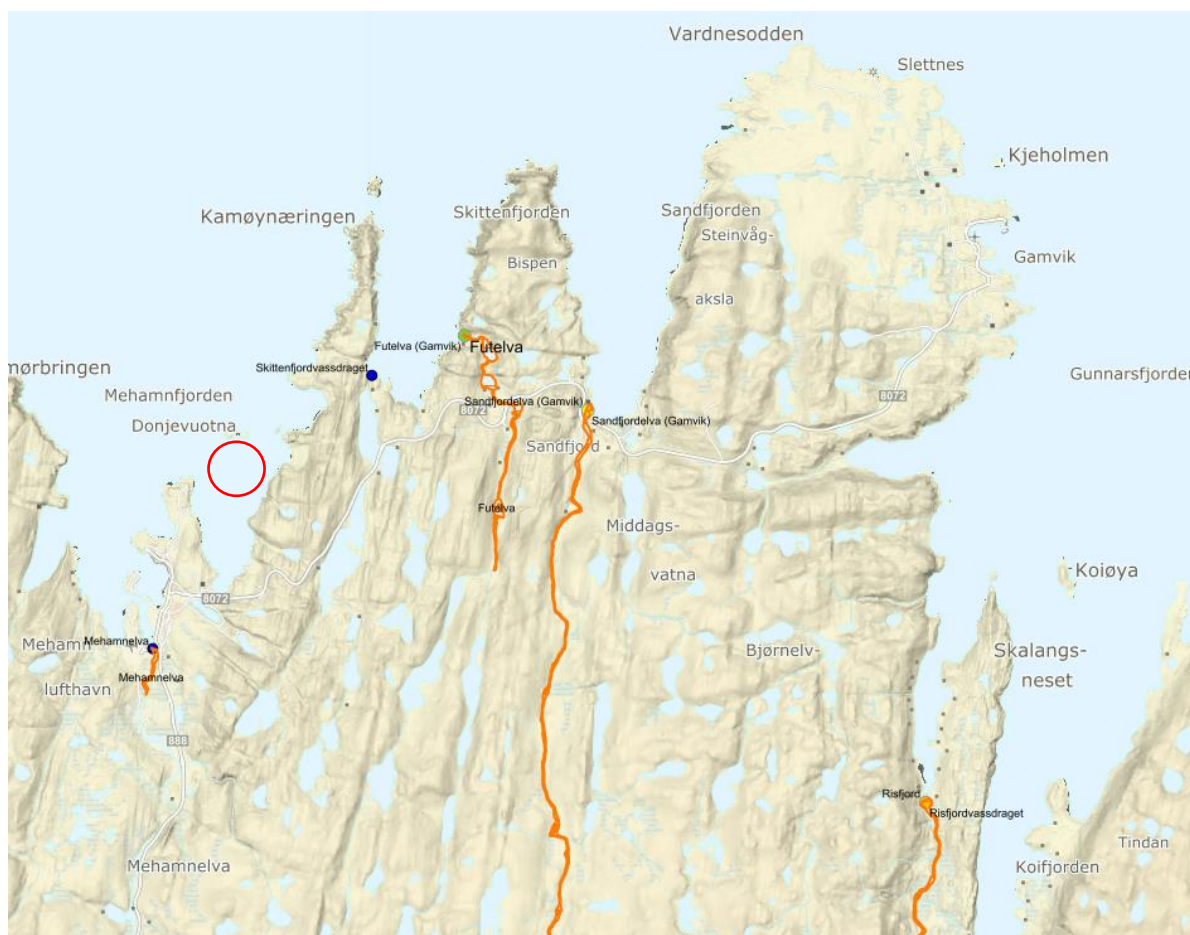 Vardnesodden
Slettnes
Kjeholmen
Kamøynæringen
Skittenfjorden
Sandfjorden
Steinvåg-
aksla
Bispen
Gamvik
Futelva (Gamvik)
Futelva
Skittenfjordvassdraget
mørbringen
Mehamnfjorden
Donjevuotna
Gunnarsfjorden
8072
8072
Sandfjordelva (Gamvik)
Sandfjordelva (Gamvik)
Sandfjord
Futelva
Middags-
vatna
Koiøya
8072
Mehamn
lufthavn
Mehamnelva
Mehamnelva
Bjørnelv-
Skalangs-
neset
888
Risfjord
Risfjordvassdraget
Mehamnelva
Tindan
Koifjorden